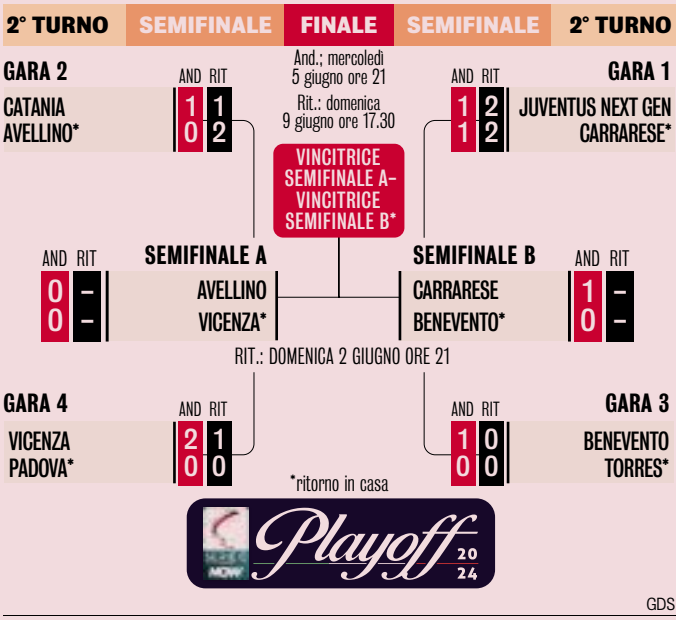 2° TURNO SEMIFINALE FINALE SEMIFINALE 2° TURNO
And.; mercoledì
5 giugno ore 21
Rit.: domenica
9 giugno ore 17.30
GARA 2 AND RIT
CATANIA 1 1
AVELLINO* 0 2
AND RIT GARA 1
1 2 JUVENTUS NEXT GEN
1 2 CARRARESE*
VINCITRICE
SEMIFINALE A–
VINCITRICE
SEMIFINALE B*
AND RIT SEMIFINALE A
0 – AVELLINO
0 – VICENZA*
SEMIFINALE B AND RIT
CARRARESE 1 –
BENEVENTO* 0 –
RIT.: DOMENICA 2 GIUGNO ORE 21
GARA 4 AND RIT
VICENZA 2 1
PADOVA* 0 0
AND RIT GARA 3
1 0 BENEVENTO
0 0 TORRES*
*ritorno in casa
Playoff 20
24
GDS